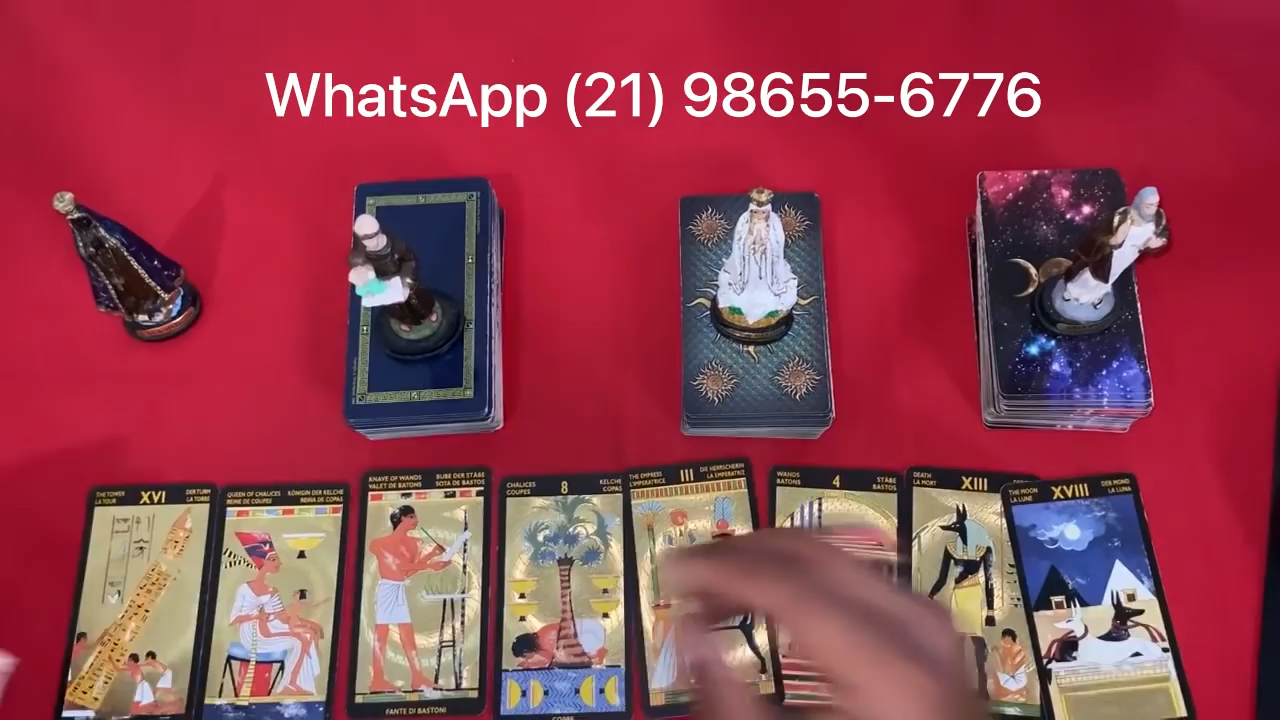 WhatsApp (21) 98655-6776
THE TOWER
LA TOUR
XVI
DER TURM
LA TORRE
QUEEN OF CHALICES
REINE DE COUPES
KÖNIGIN DER KELCHE
REINA DE COPAS
KNAVE OF WANDS
VALET DE BATONS
BUBE DER STÄBE
SOTA DE BASTOS
FANTE DI BASTONI
CHALICES
COUPES
8
KELCHE
COPAS
COPPE
THE EMPRESS
L'IMPERATRICE
III
DIE HERRSCHERIN
LA EMPERATRIZ
WANDS
BATONS
4
STÄBE
BASTOS
DEATH
LA MORT
XIII
DE
THE MOON
LA LUNE
XVIII
DER MOND
LA LUNA